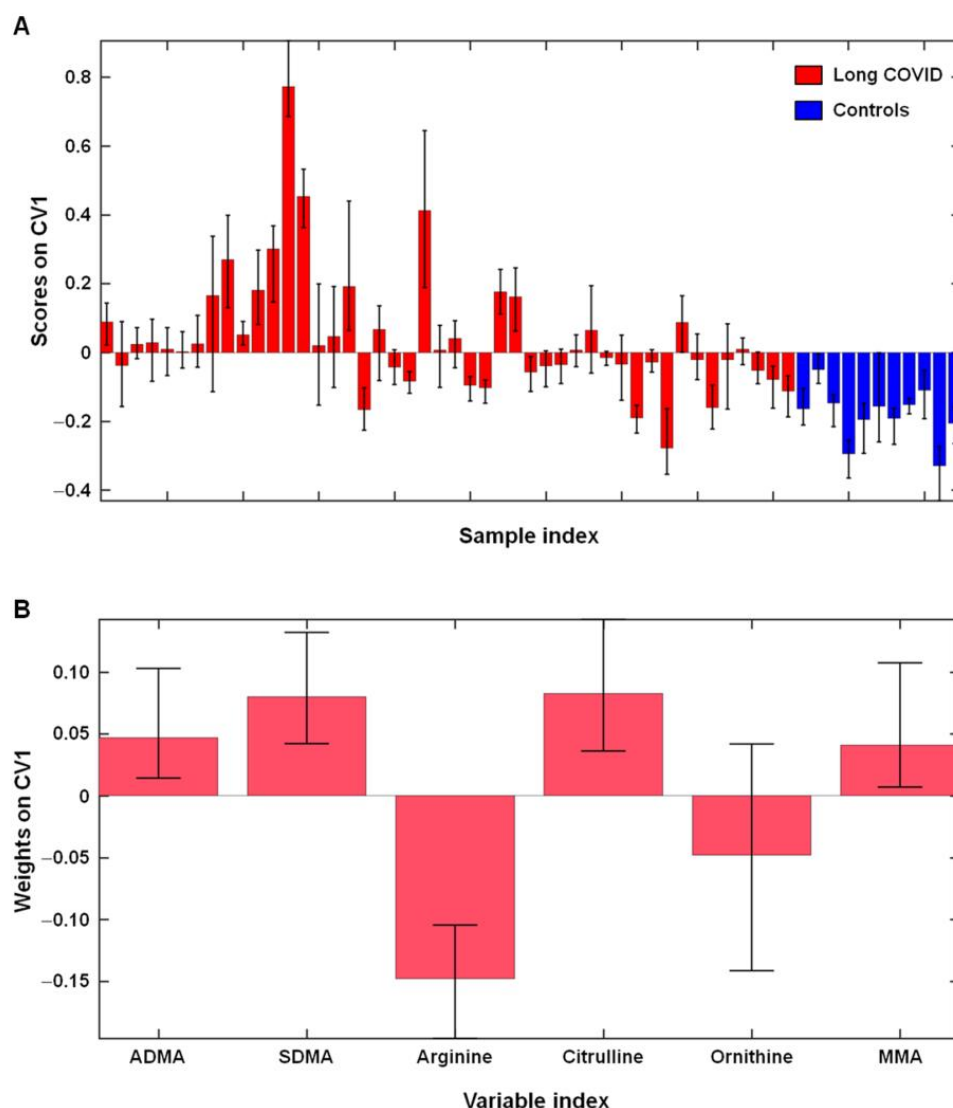 A
Scores on CV1
0.8
0.6
0.4
0.2
0
−0.2
−0.4
Long COVID
Controls
Sample index
B
Weights on CV1
0.10
0.05
0
−0.05
−0.10
−0.15
ADMA SDMA Arginine Citrulline Ornithine MMA
Variable index